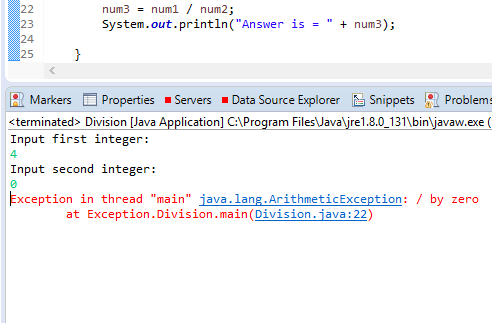 22 num3 = num1 / num2;
23 System.out.println("Answer is = " + num3);
24
25 }
Markers Properties Servers Data Source Explorer Snippets Problems
<terminated> Division [Java Application] C:\Program Files\Java\jre1.8.0_131\bin\javaw.exe (
Input first integer:
4
Input second integer:
0
Exception in thread "main" java.lang.ArithmeticException: / by zero
at Exception.Division.main(Division.java:22)